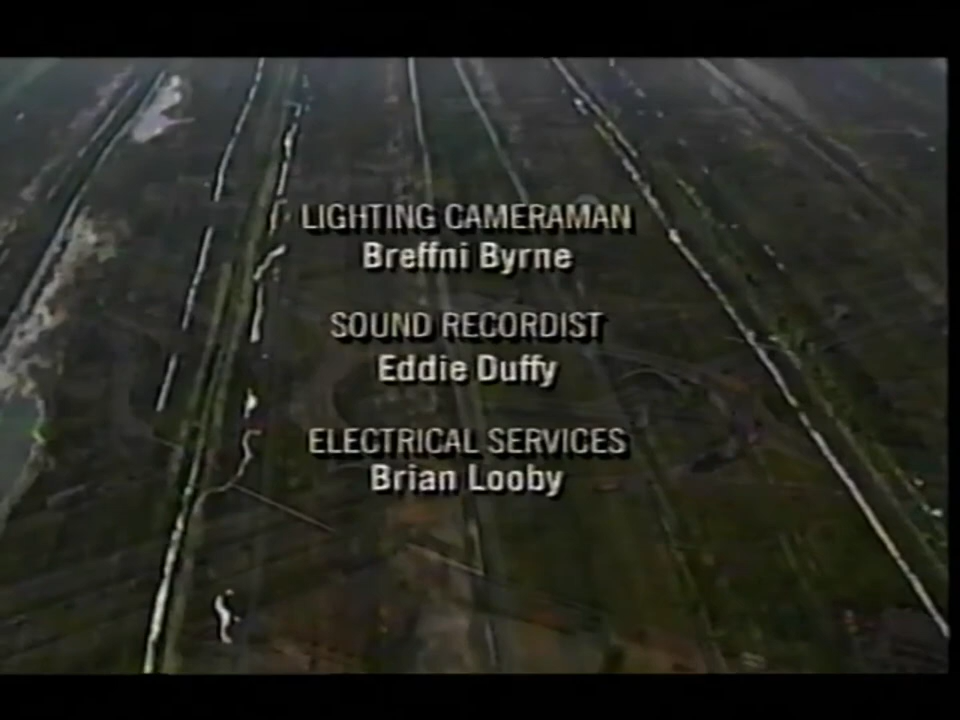 LIGHTING CAMERAMAN
Breffni Byrne
SOUND RECORDIST
Eddie Duffy
ELECTRICAL SERVICES
Brian Looby